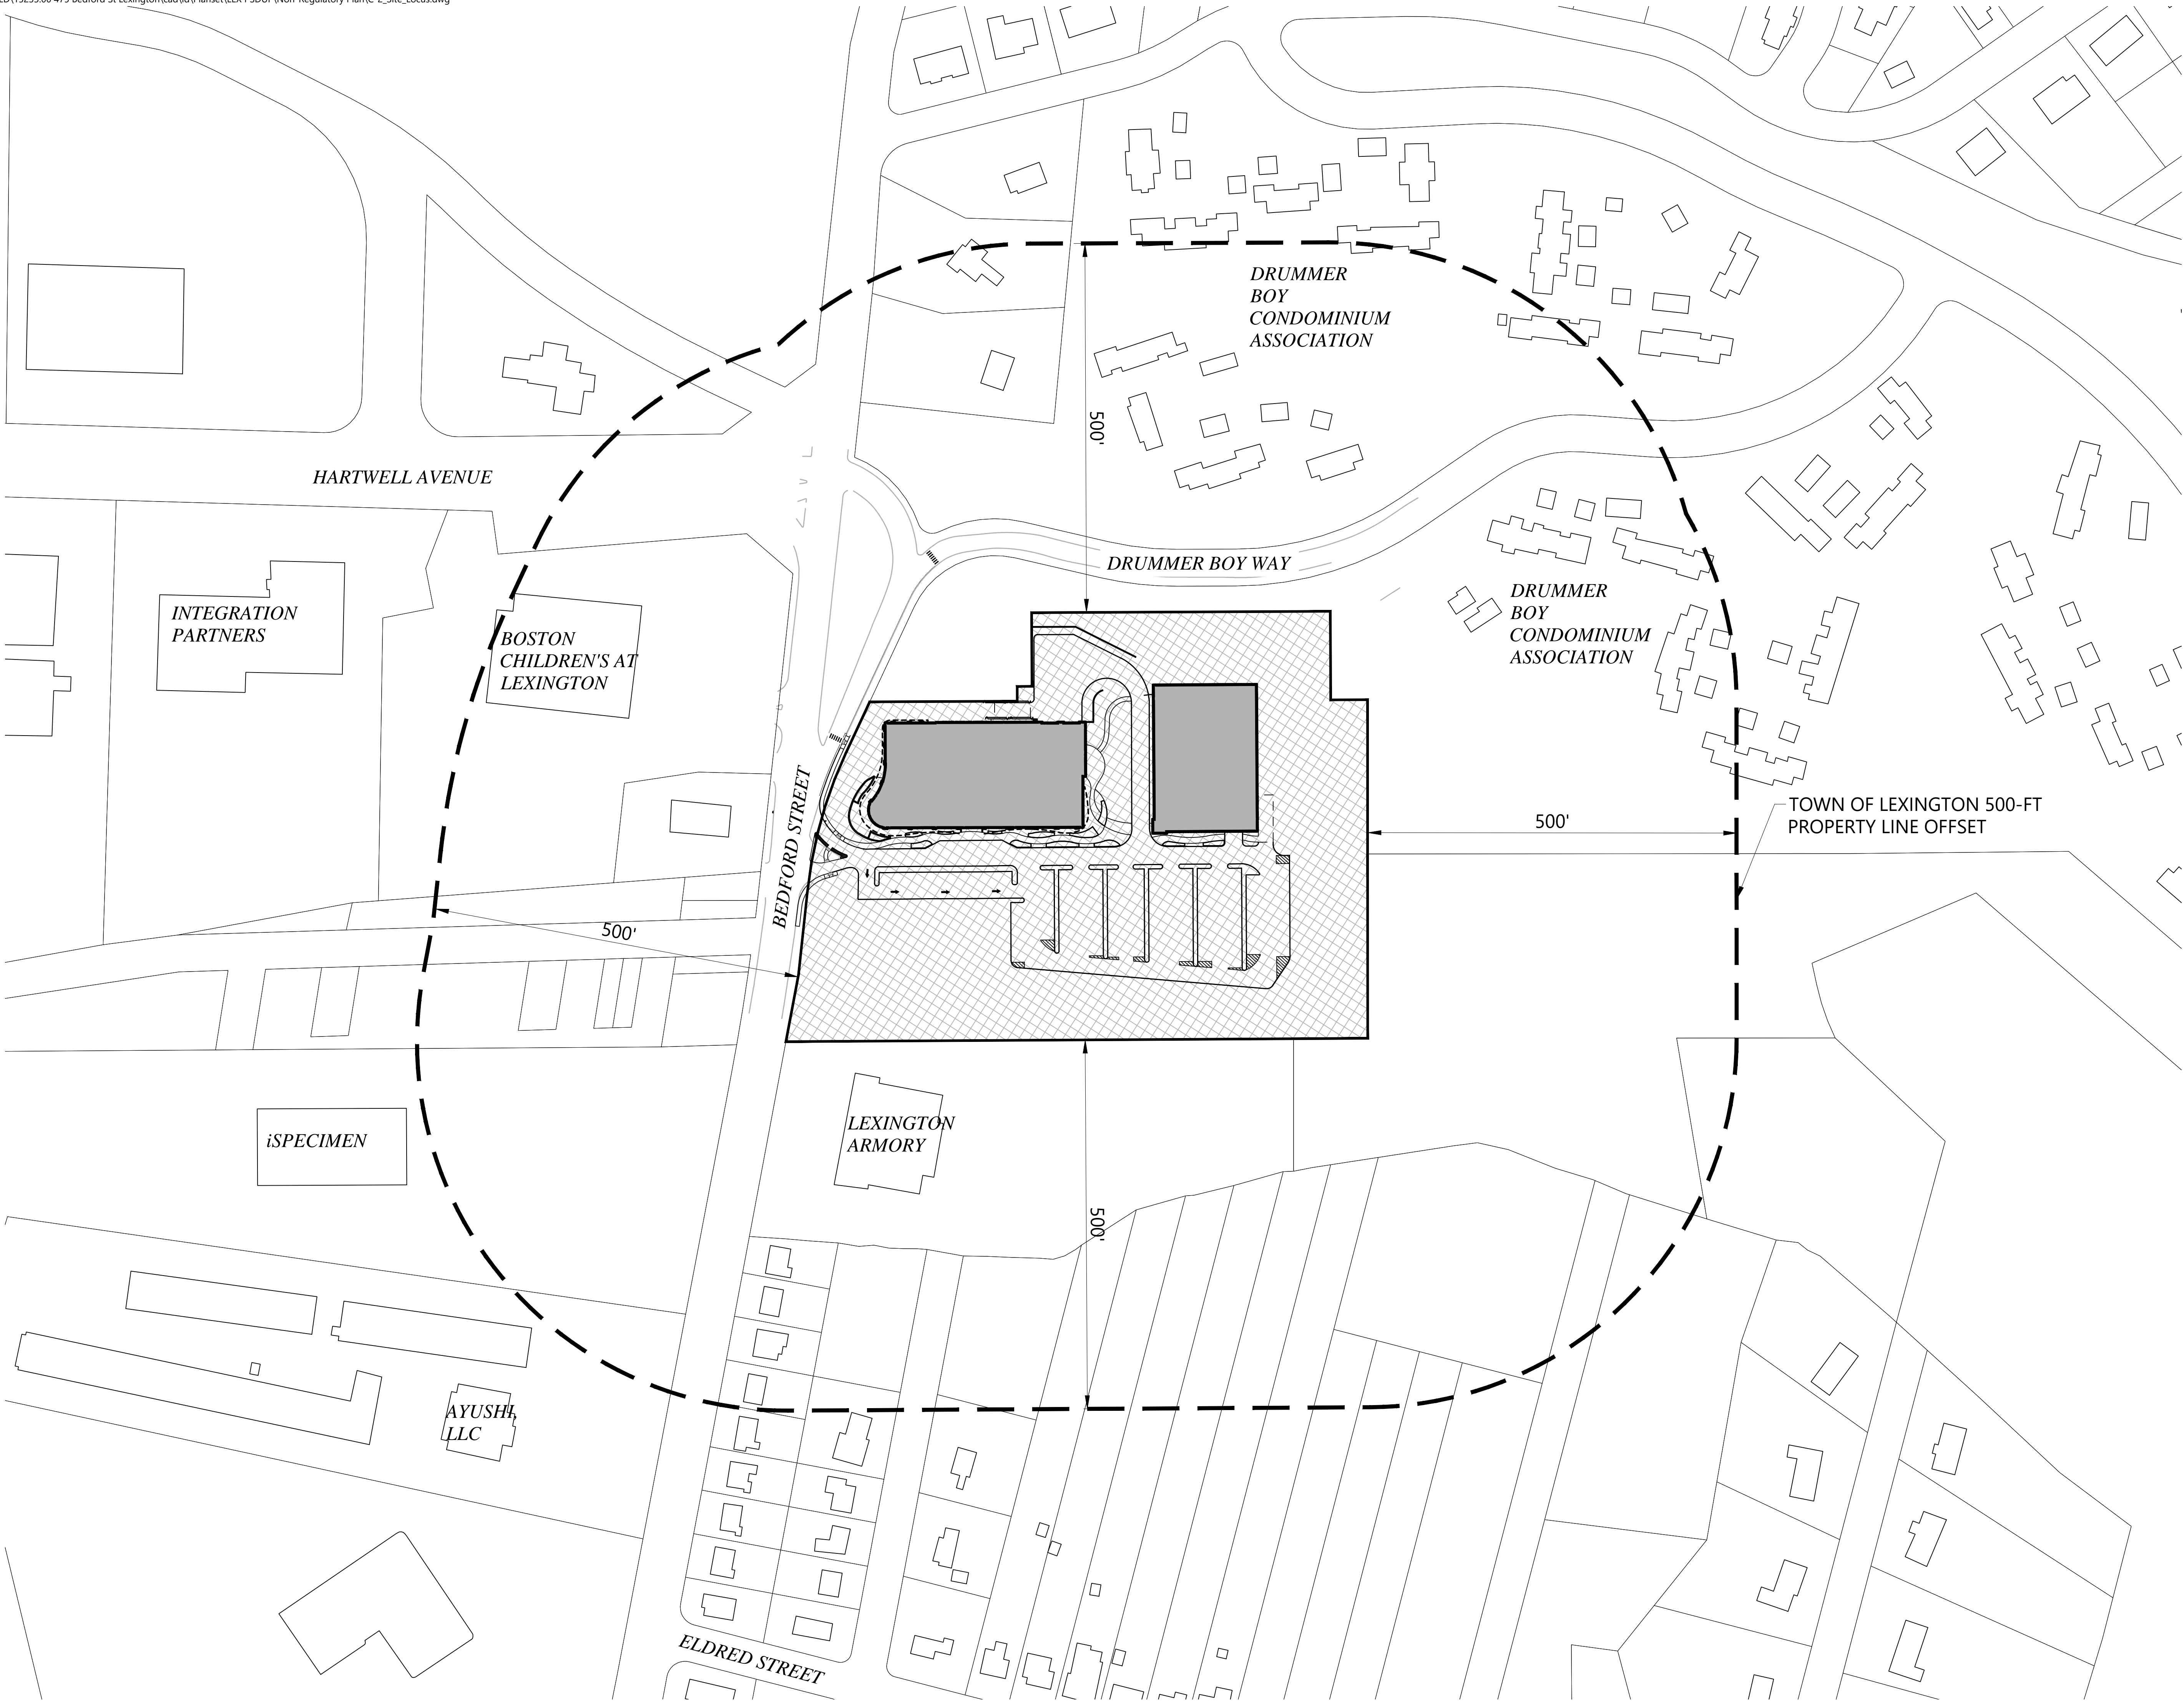 DRUMMER
BOY
CONDOMINIUM
ASSOCIATION
500'
HARTWELL AVENUE
DRUMMER BOY WAY
INTEGRATION
PARTNERS
BOSTON
CHILDREN'S AT
LEXINGTON
DRUMMER
BOY
CONDOMINIUM
ASSOCIATION
BEDFORD STREET
500'
TOWN OF LEXINGTON 500-FT
PROPERTY LINE OFFSET
500'
LEXINGTON
ARMORY
iSPECIMEN
500'
AYUSHI,
LLC
ELDRED STREET